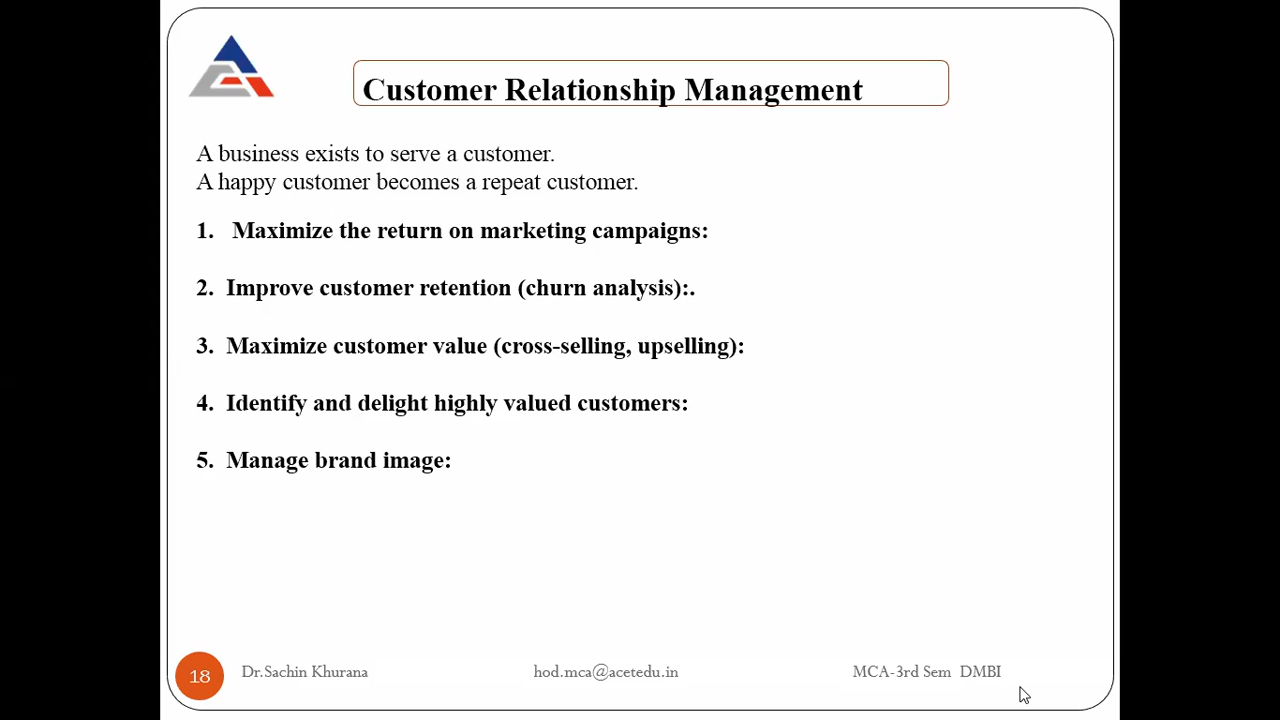 Customer Relationship Management
A business exists to serve a customer.
A happy customer becomes a repeat customer.
1. Maximize the return on marketing campaigns:
2. Improve customer retention (churn analysis):.
3. Maximize customer value (cross-selling, upselling):
4. Identify and delight highly valued customers:
5. Manage brand image:
18 Dr.Sachin Khurana hod.mca@acetedu.in MCA-3rd Sem DMBI